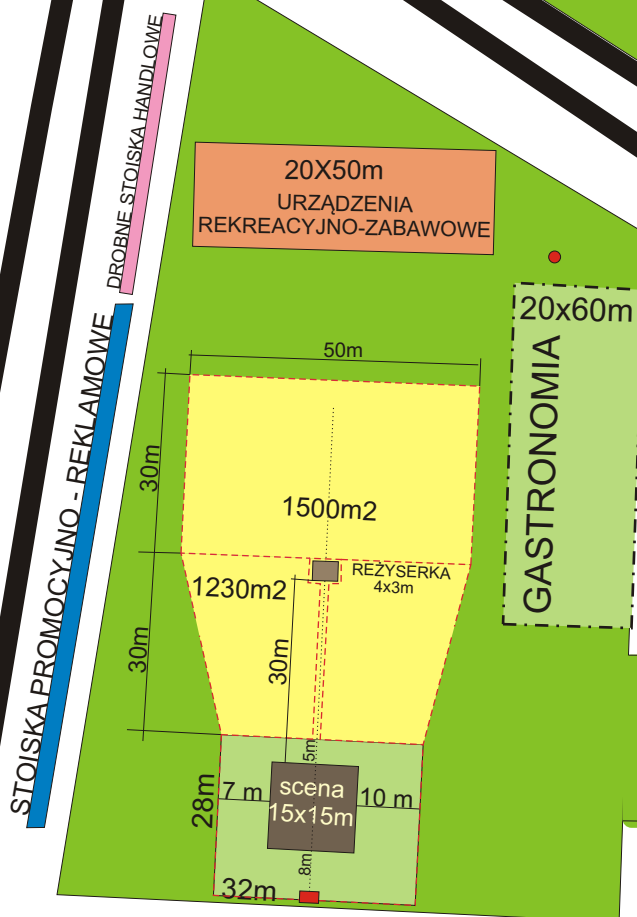 DROBNE STOISKA HANDLOWE
20X50m
URZĄDZENIA
REKREACYJNO-ZABAWOWE
20x60m
GASTRONOMIA
STOISKA PROMOCYJNO - REKLAMOWE
50m
30m
1500m2
REŻYSERKA
4x3m
1230m2
30m
30m
5m
scena
15x15m
7 m
10 m
28m
8m
32m